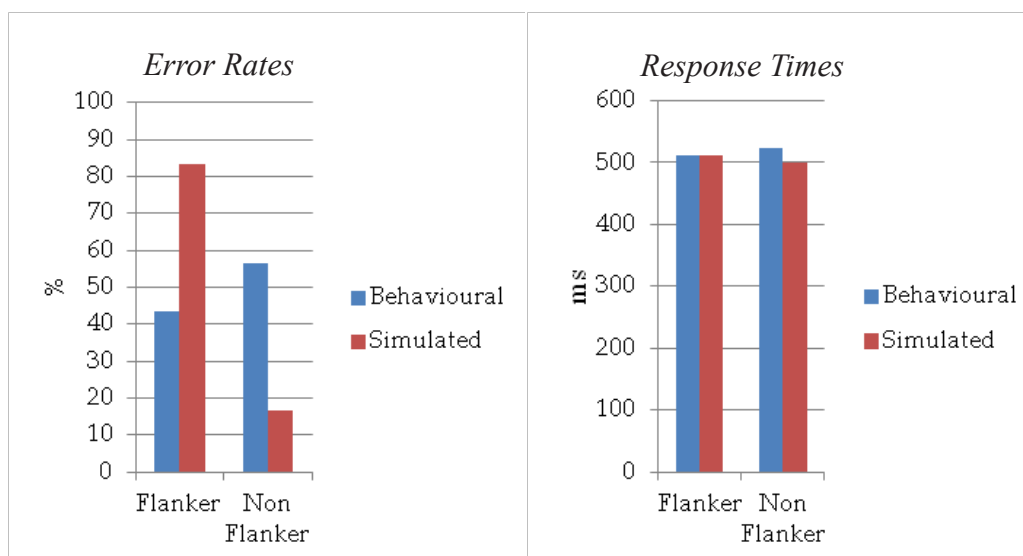 Error Rates
100
90
80
70
60
50
40
30
20
10
0
%
Flanker
Non
Flanker
Behavioural
Simulated
Response Times
600
500
400
300
200
100
0
ms
Flanker
Non
Flanker
Behavioural
Simulated